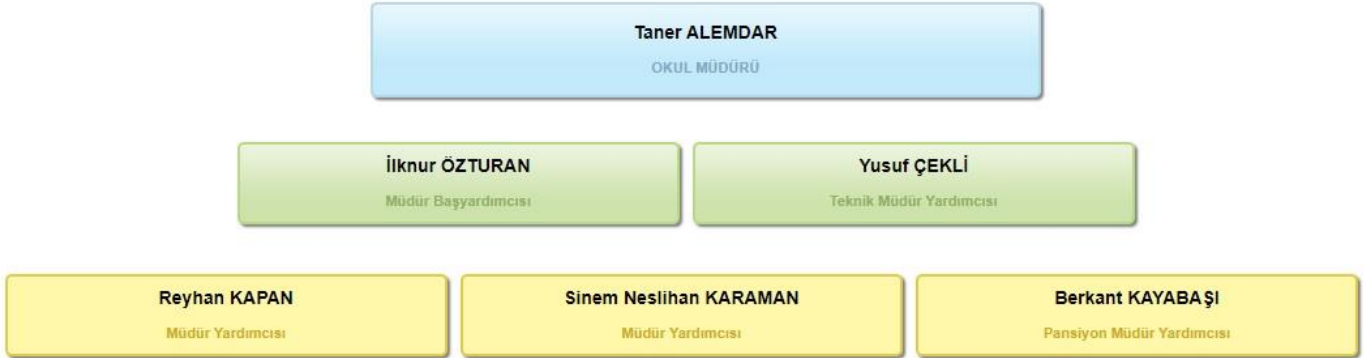 Taner ALEMDAR
OKUL MÜDÜRÜ
İlknur ÖZTURAN
Müdür Başyardımcısı
Yusuf ÇEKLİ
Teknik Müdür Yardımcısı
Reyhan KAPAN
Müdür Yardımcısı
Sinem Neslihan KARAMAN
Müdür Yardımcısı
Berkant KAYABAŞI
Pansiyon Müdür Yardımcısı